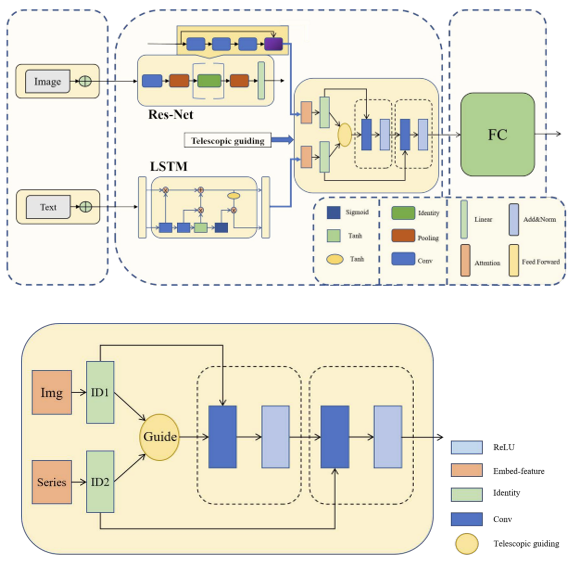 Image
Res-Net
Telescopic guiding
FC
LSTM
Text
Sigmoid
Identity
Linear
Add&Norm
Tanh
Pooling
Tanh
Conv
Attention
Feed Forward
Img
ID1
Guide
Series
ID2
ReLU
Embed-feature
Identity
Conv
Telescopic guiding